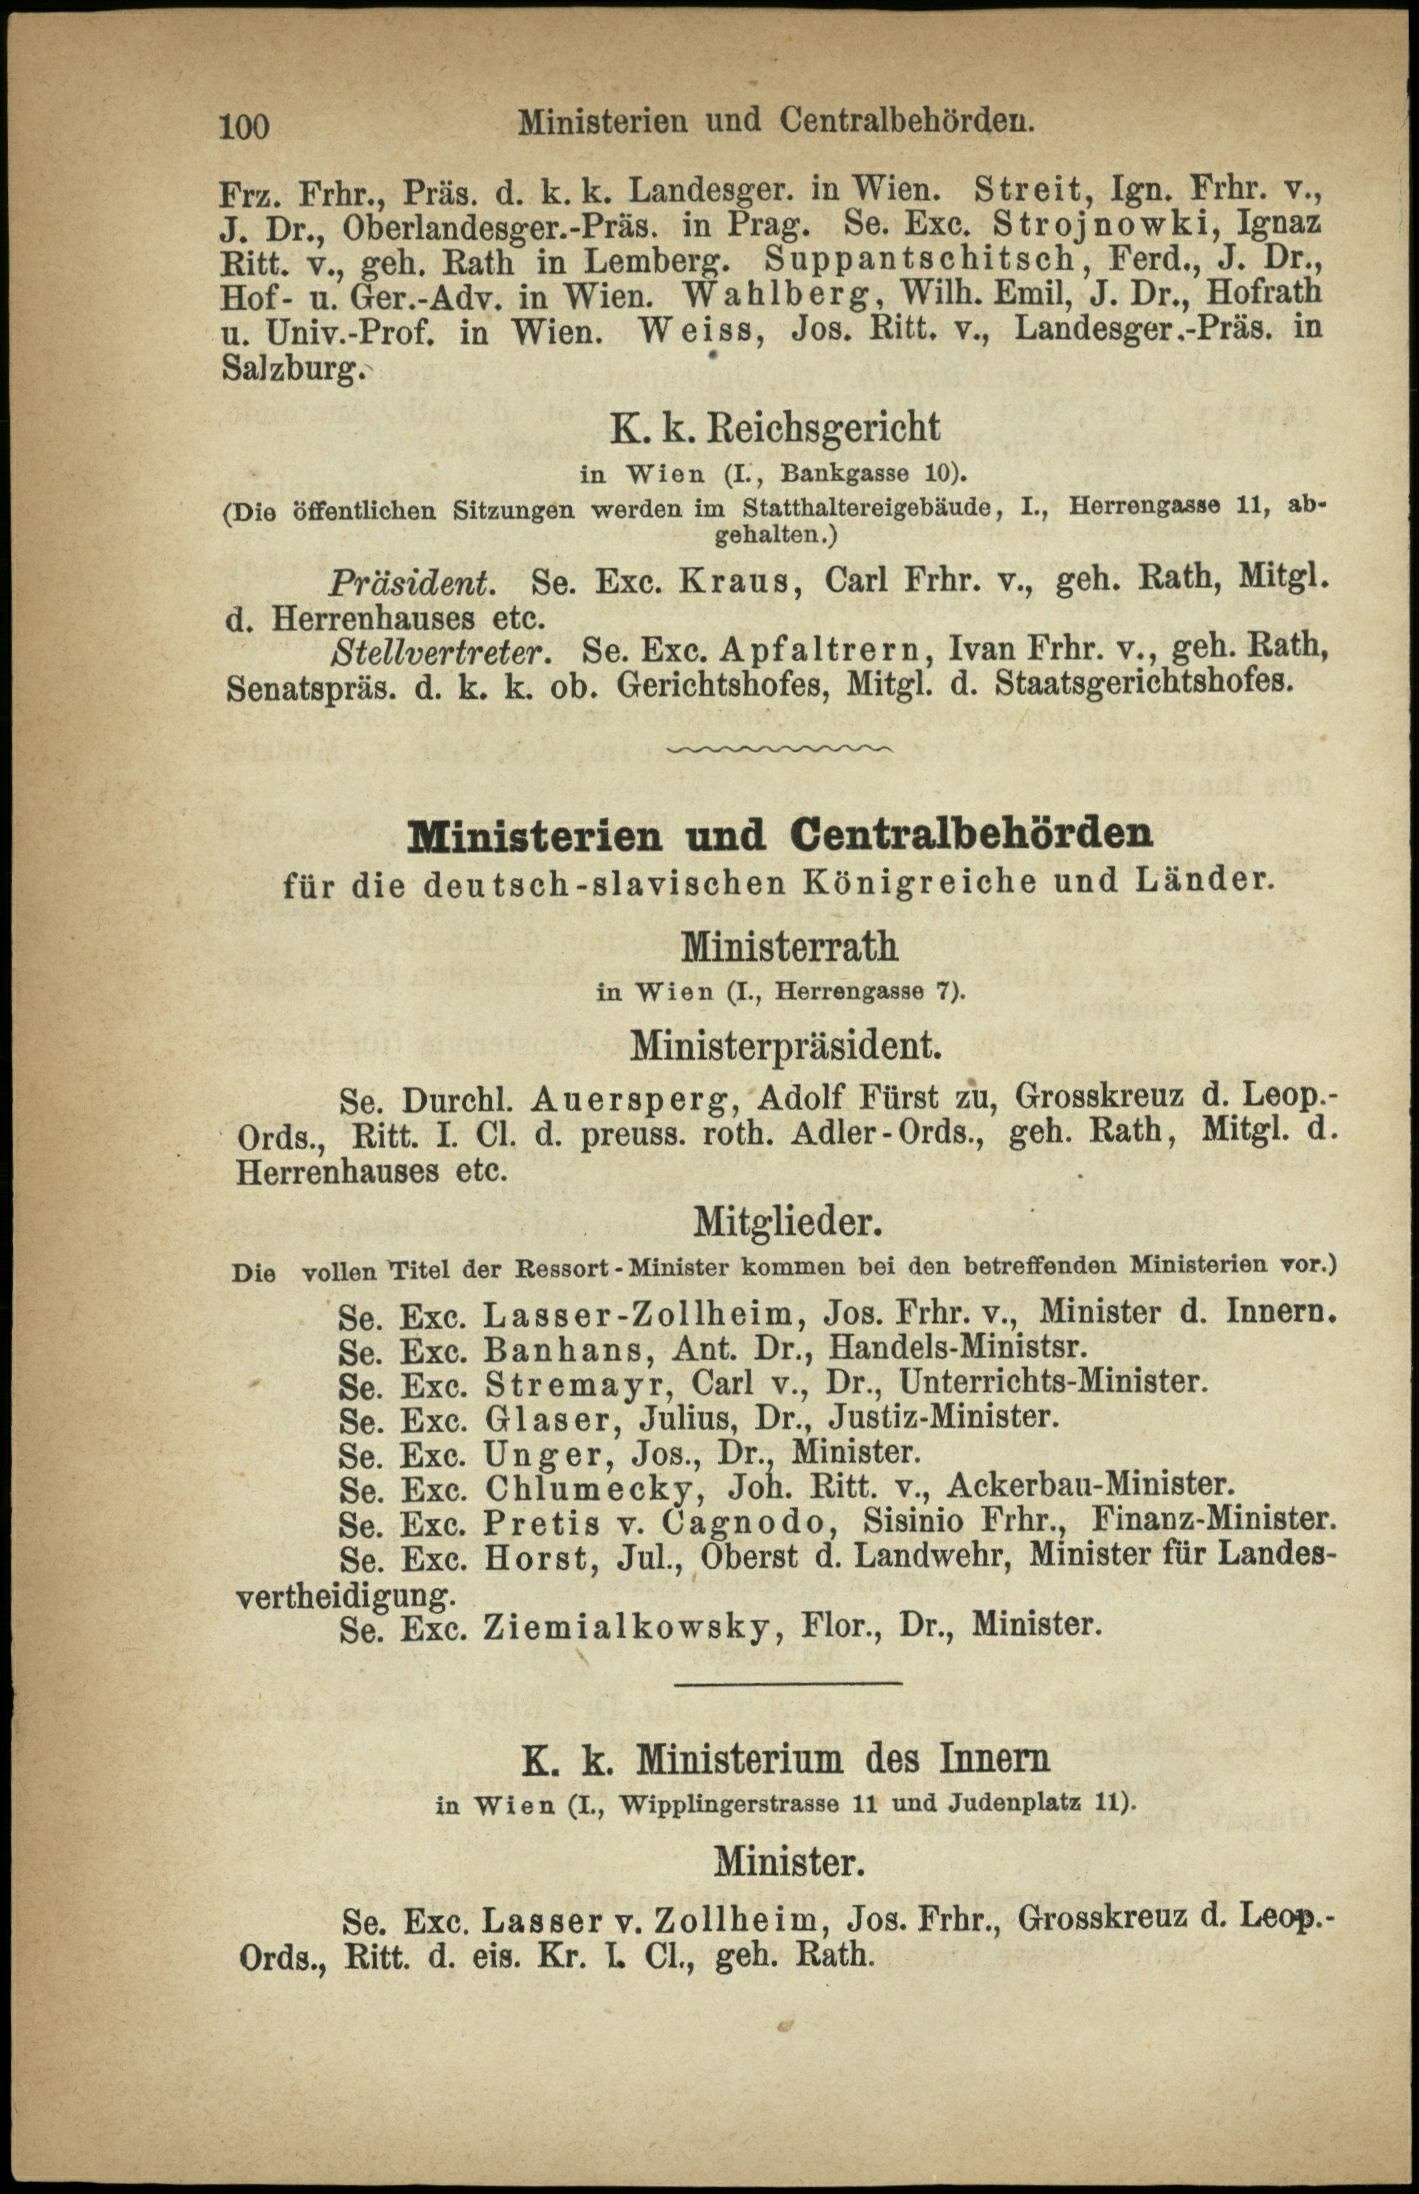 100 Ministerien und Centralbehörden.
Frz. Frhr., Präs. d. k. k. Landesger. in Wien. Streit, Ign. Frhr. v.,
J. Dr., Oberlandesger.-Präs. in Prag. Se. Exc. Strojnowki, Ignaz
Ritt. v., geh. Rath in Lemberg. Suppantschitsch, Ferd., J. Dr.,
Hof- u. Ger.-Adv. in Wien. Wahlberg, Wilh. Emil, J. Dr., Hofrath
u. Univ.-Prof. in Wien. Weiss, Jos. Ritt. v., Landesger.-Präs. in
Salzburg.
K. k. Reichsgericht
in Wien (I., Bankgasse 10).
(Die öffentlichen Sitzungen werden im Statthaltereigebäude, I., Herrengasse 11, ab-
gehalten.)
Präsident. Se. Exc. Kraus, Carl Frhr. v., geh. Rath, Mitgl.
d. Herrenhauses etc.
Stellvertreter. Se. Exc. Apfaltrern, Ivan Frhr. v., geh. Rath,
Senatspräs. d. k. k. ob. Gerichtshofes, Mitgl. d. Staatsgerichtshofes.
Ministerien und Centralbehörden
für die deutsch-slavischen Königreiche und Länder.
Ministerrath
in Wien (I., Herrengasse 7).
Ministerpräsident.
Se. Durchl. Auersperg, Adolf Fürst zu, Grosskreuz d. Leop.-
Ords., Ritt. I. Cl. d. preuss. roth. Adler-Ords., geh. Rath, Mitgl. d.
Herrenhauses etc.
Mitglieder.
Die vollen Titel der Ressort-Minister kommen bei den betreffenden Ministerien vor.)
Se. Exc. Lasser-Zollheim, Jos. Frhr. v., Minister d. Innern.
Se. Exc. Banhans, Ant. Dr., Handels-Ministsr.
Se. Exc. Stremayr, Carl v., Dr., Unterrichts-Minister.
Se. Exc. Glaser, Julius, Dr., Justiz-Minister.
Se. Exc. Unger, Jos., Dr., Minister.
Se. Exc. Chlumecky, Joh. Ritt. v., Ackerbau-Minister.
Se. Exc. Pretis v. Cagnodo, Sisinio Frhr., Finanz-Minister.
Se. Exc. Horst, Jul., Oberst d. Landwehr, Minister für Landes-
vertheidigung.
Se. Exc. Ziemialkowsky, Flor., Dr., Minister.
K. k. Ministerium des Innern
in Wien (I., Wipplingerstrasse 11 und Judenplatz 11).
Minister.
Se. Exc. Lasser v. Zollheim, Jos. Frhr., Grosskreuz d. Leop.-
Ords., Ritt. d. eis. Kr. I. Cl., geh. Rath.